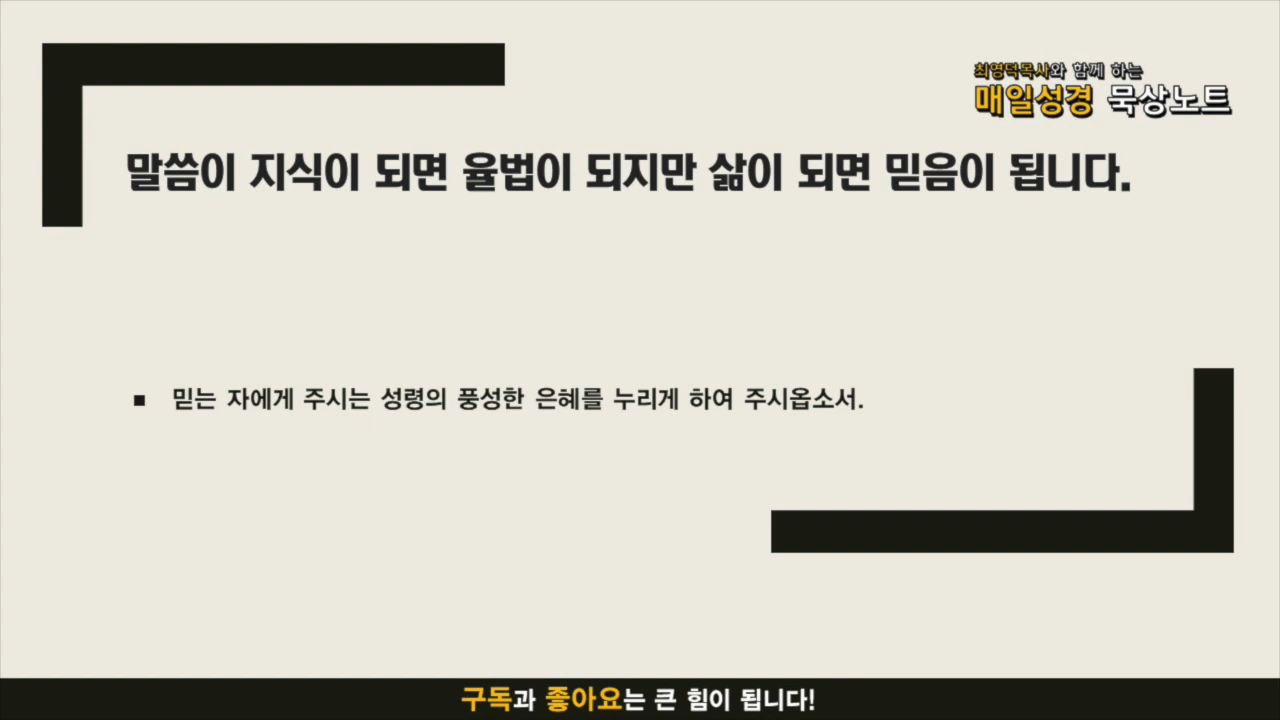 최영덕목사와 함께 하는
매일성경 묵상노트
말씀이 지식이 되면 율법이 되지만 삶이 되면 믿음이 됩니다.
■ 믿는 자에게 주시는 성령의 풍성한 은혜를 누리게 하여 주시옵소서.
구독과 좋아요는 큰 힘이 됩니다!